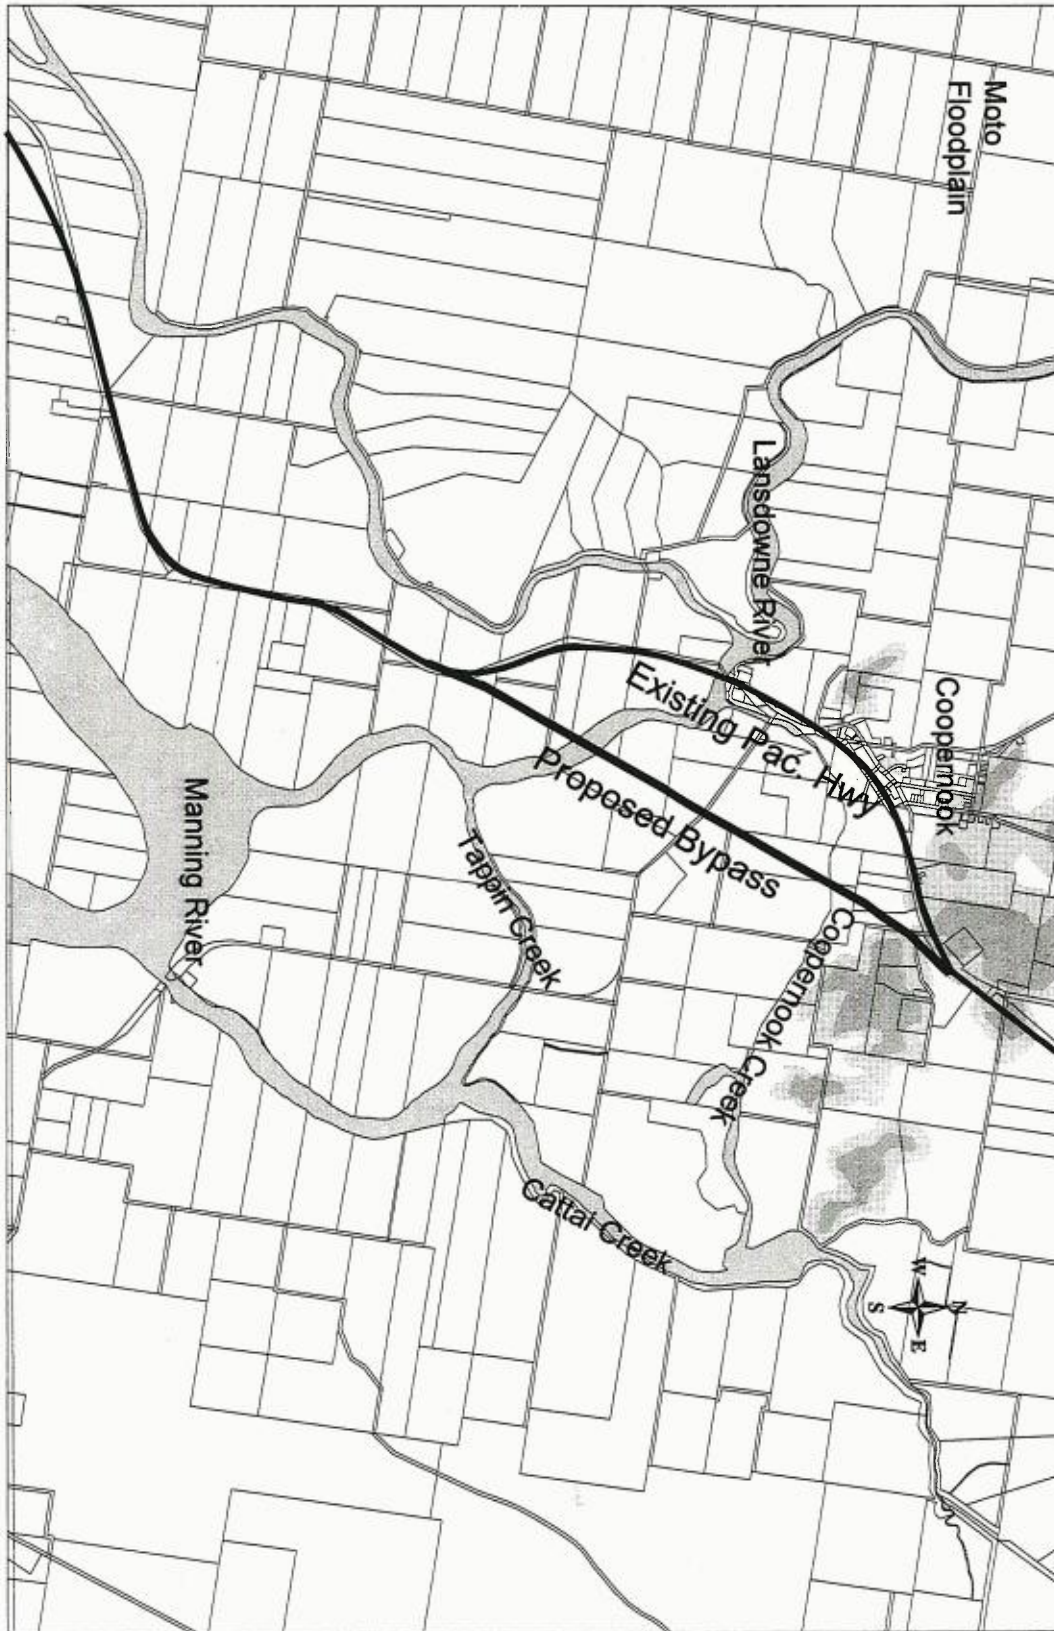 Moto
Floodplain
Coopernook
Lansdowne River
Existing Pac. Hwy
Proposed Bypass
Coopernook Creek
Tappin Creek
Manning River
Cattai Creek
N
W
E
S